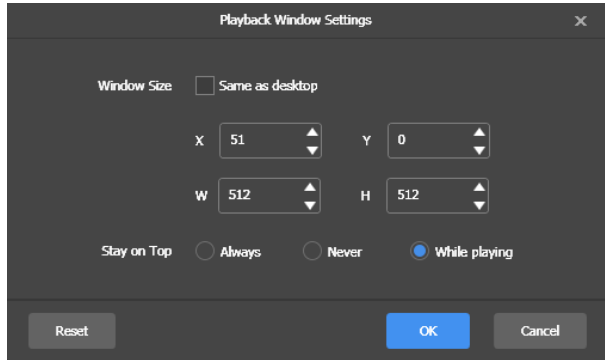 Playback Window Settings
Window Size Same as desktop
X 51 Y 0
W 512 H 512
Stay on Top Always Never While playing
Reset OK Cancel